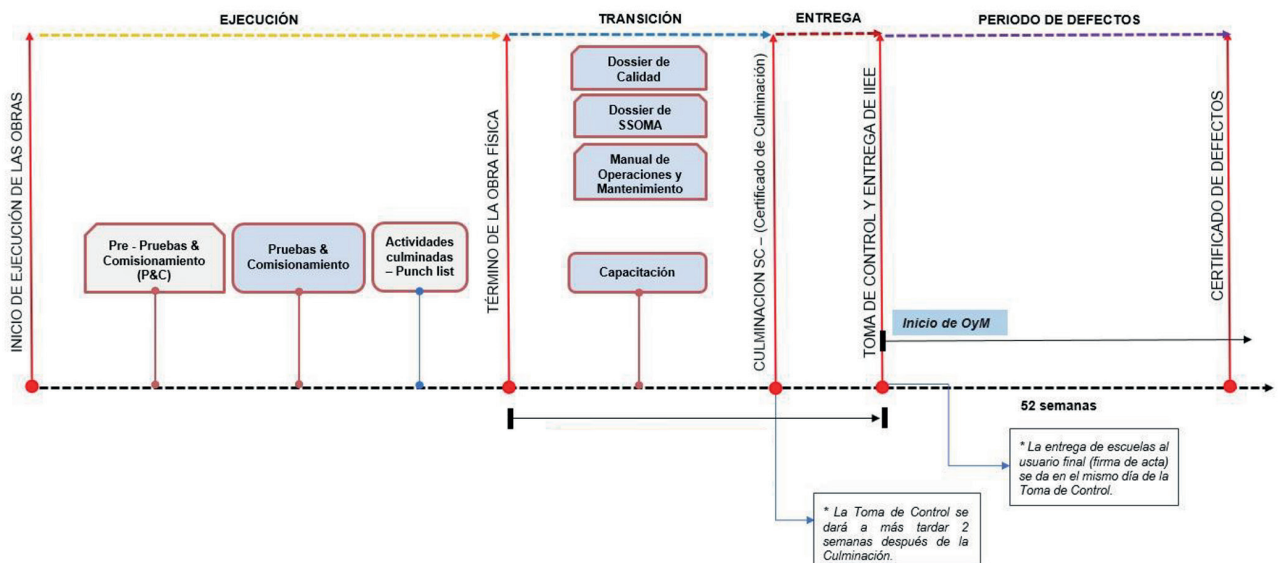 EJECUCIÓN
TRANSICIÓN
ENTREGA
PERIODO DE DEFECTOS
INICIO DE EJECUCIÓN DE LAS OBRAS
Pre - Pruebas &
Comisionamiento
(P&C)
Pruebas &
Comisionamiento
Actividades
culminadas
– Punch list
TÉRMINO DE LA OBRA FÍSICA
Dossier de
Calidad
Dossier de
SSOMA
Manual de
Operaciones y
Mantenimiento
Capacitación
CULMINACION SC – (Certificado de Culminación)
TOMA DE CONTROL Y ENTREGA DE IIEE
Inicio de OyM
CERTIFICADO DE DEFECTOS
52 semanas
* La entrega de escuelas al
usuario final (firma de acta)
se da en el mismo día de la
Toma de Control.
* La Toma de Control se
dará a más tardar 2
semanas después de la
Culminación.